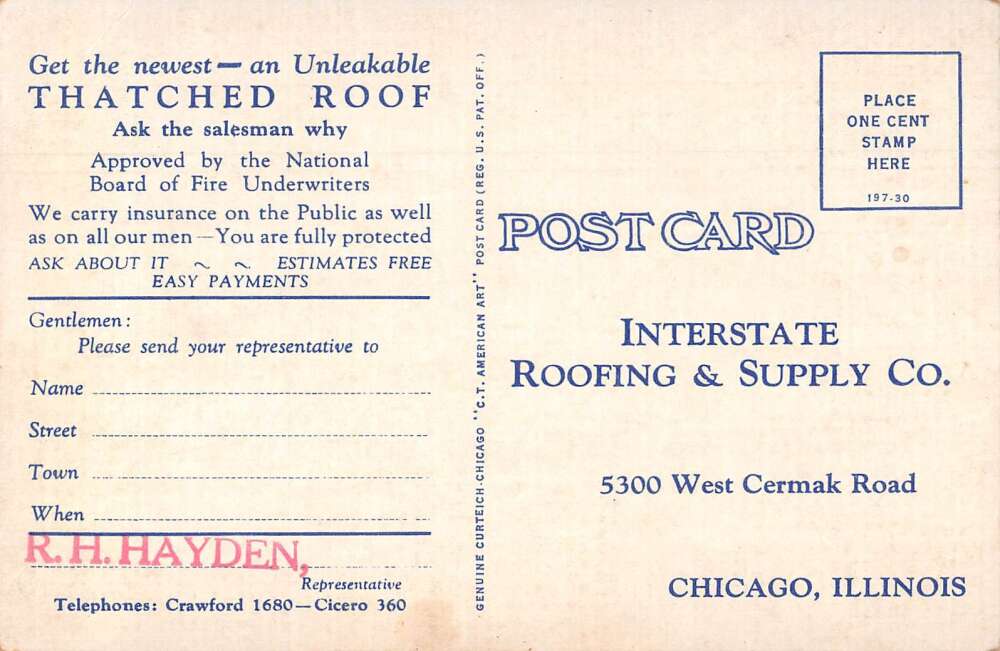 Get the newest — an Unleakable
THATCHED ROOF
Ask the salesman why
Approved by the National
Board of Fire Underwriters
We carry insurance on the Public as well
as on all our men — You are fully protected
ASK ABOUT IT ~ ~ ESTIMATES FREE
EASY PAYMENTS
Gentlemen:
Please send your representative to
Name
Street
Town
When
R. H. HAYDEN,
Representative
Telephones: Crawford 1680 — Cicero 360
GENUINE CURTEICH-CHICAGO "C.T. AMERICAN ART" POST CARD (REG. U.S. PAT. OFF.)
POST CARD
PLACE
ONE CENT
STAMP
HERE
197-30
INTERSTATE
ROOFING & SUPPLY CO.
5300 West Cermak Road
CHICAGO, ILLINOIS